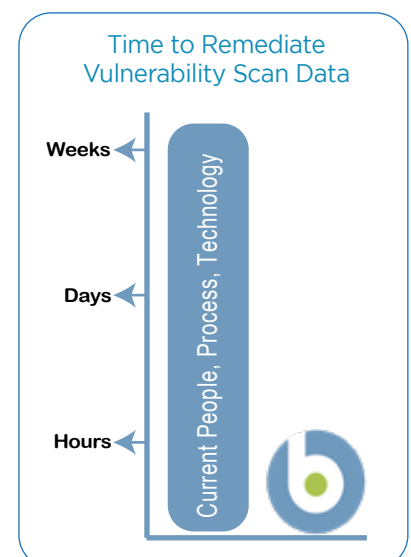 Time to Remediate
Vulnerability Scan Data
Weeks
Days
Hours
Current People, Process, Technology
b